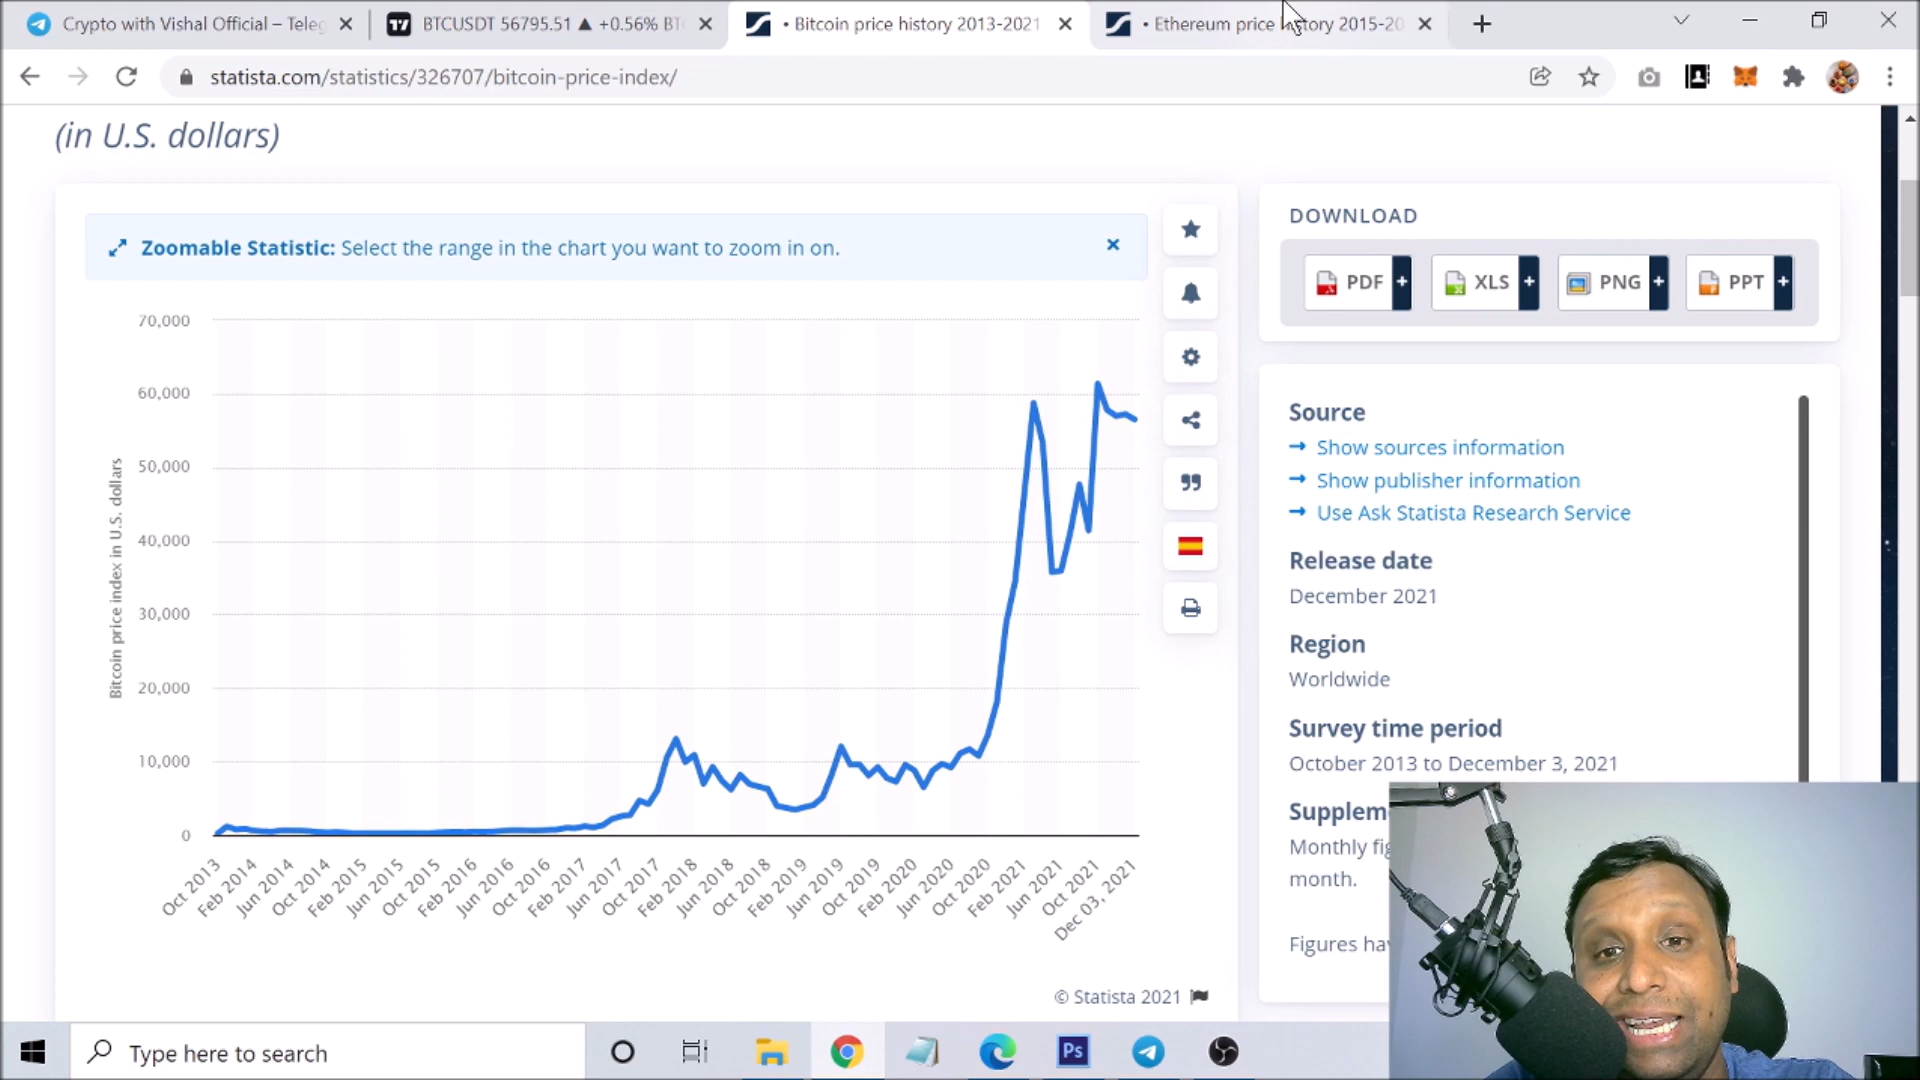 Crypto with Vishal Official – Teleg
BTCUSDT 56795.51 ▲ +0.56% BT
• Bitcoin price history 2013-2021
• Ethereum price history 2015-20
statista.com/statistics/326707/bitcoin-price-index/
(in U.S. dollars)
Zoomable Statistic: Select the range in the chart you want to zoom in on.
Bitcoin price index in U.S. dollars
70,000
60,000
50,000
40,000
30,000
20,000
10,000
0
Oct 2013
Feb 2014
Jun 2014
Oct 2014
Feb 2015
Jun 2015
Oct 2015
Feb 2016
Jun 2016
Oct 2016
Feb 2017
Jun 2017
Oct 2017
Feb 2018
Jun 2018
Oct 2018
Feb 2019
Jun 2019
Oct 2019
Feb 2020
Jun 2020
Oct 2020
Feb 2021
Jun 2021
Oct 2021
Dec 03, 2021
© Statista 2021
DOWNLOAD
PDF +
XLS +
PNG +
PPT +
Source
→ Show sources information
→ Show publisher information
→ Use Ask Statista Research Service
Release date
December 2021
Region
Worldwide
Survey time period
October 2013 to December 3, 2021
Supplem
Monthly fig
month.
Figures ha
Type here to search
Ps